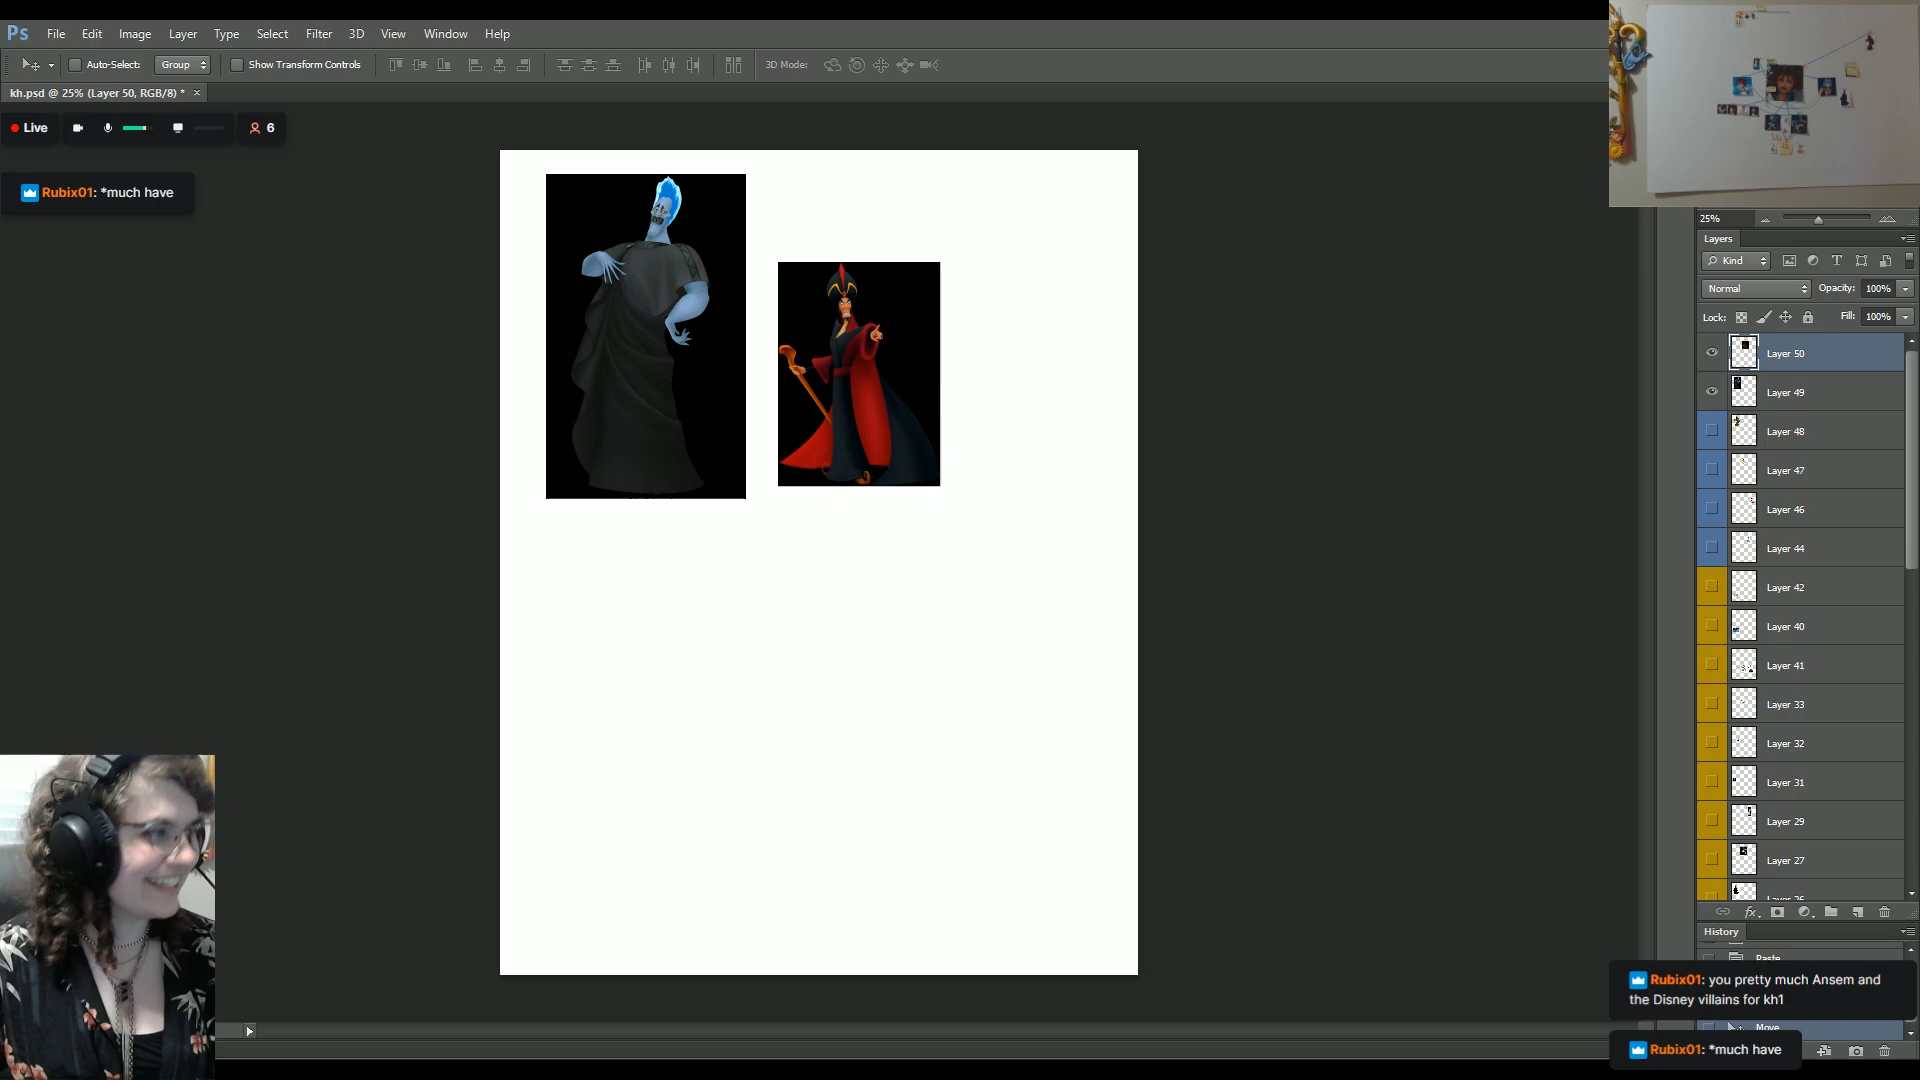 Ps File Edit Image Layer Type Select Filter 3D View Window Help
Auto-Select: Group Show Transform Controls 3D Mode:
kh.psd @ 25% (Layer 50, RGB/8) * ×
Live 6
Rubix01: *much have
25%
Layers
Kind
Normal Opacity: 100%
Lock: Fill: 100%
Layer 50
Layer 49
Layer 48
Layer 47
Layer 46
Layer 44
Layer 42
Layer 40
Layer 41
Layer 33
Layer 32
Layer 31
Layer 29
Layer 27
Layer 26
fx
History
Paste
Rubix01: you pretty much Ansem and
the Disney villains for kh1
Move
Rubix01: *much have